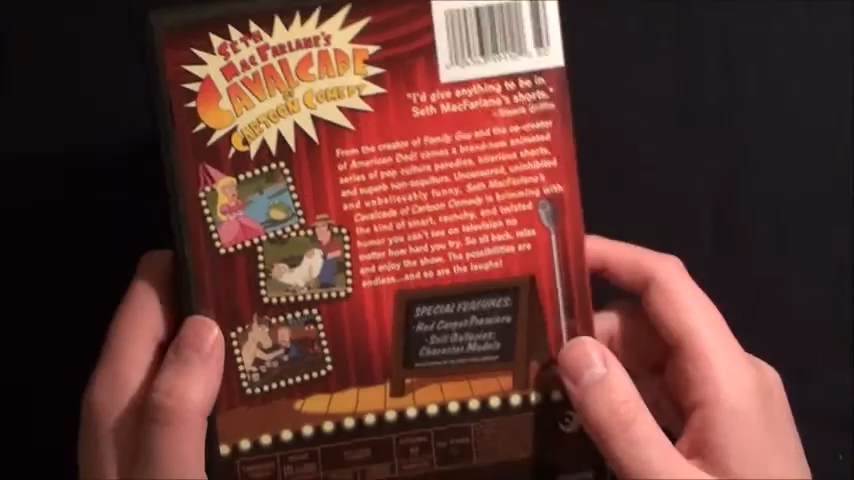 SETH
MACFARLANE'S
CAVALCADE
OF
CARTOON COMEDY
"I'd give anything to be in
Seth MacFarlane's shorts."
From the creator of Family Guy and the co-creator
of American Dad! comes a brand-new animated
series of pop culture parodies, hilarious shorts,
and superb non-sequiturs. Uncensored, uninhibited
and unbelievably funny, Seth MacFarlane's
Cavalcade of Cartoon Comedy is brimming with
the kind of smart, raunchy, and twisted
humor you can't see on television no
matter how hard you try. So sit back, relax
and enjoy the show. The possibilities are
endless...and so are the laughs!
SPECIAL FEATURES:
·Red Carpet Premiere
·Still Galleries:
Character Models